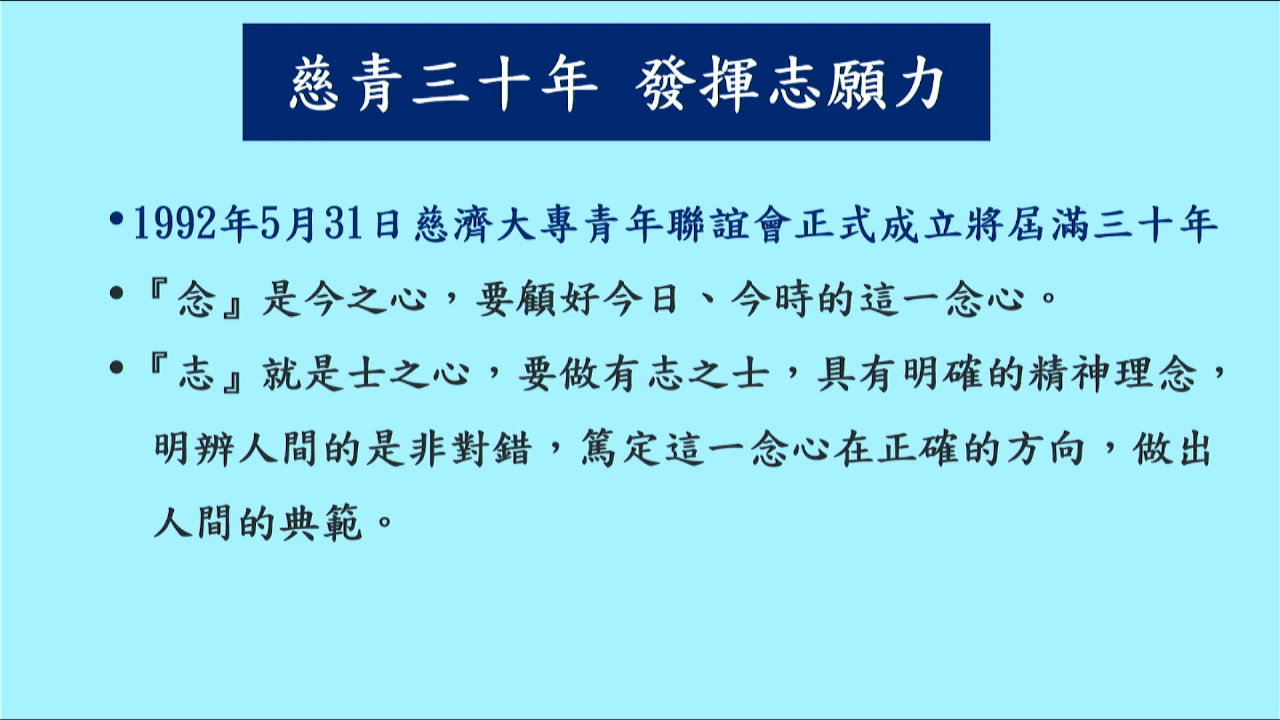 慈青三十年 發揮志願力
•1992年5月31日慈濟大專青年聯誼會正式成立將屆滿三十年
•『念』是今之心，要顧好今日、今時的這一念心。
•『志』就是士之心，要做有志之士，具有明確的精神理念，
明辨人間的是非對錯，篤定這一念心在正確的方向，做出
人間的典範。